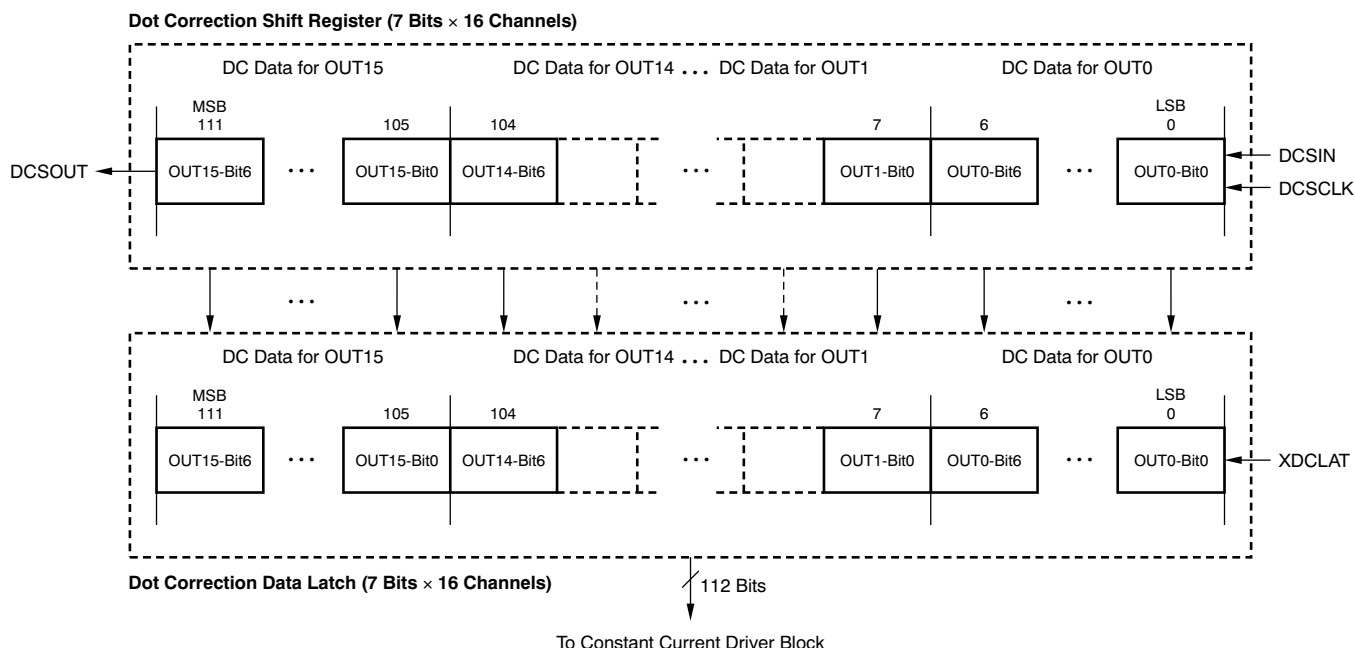 Dot Correction Shift Register (7 Bits × 16 Channels)
DC Data for OUT15 DC Data for OUT14 ... DC Data for OUT1 DC Data for OUT0
MSB LSB
111 105 104 7 6 0
DCSOUT OUT15-Bit6 ... OUT15-Bit0 OUT14-Bit6 ... OUT1-Bit0 OUT0-Bit6 ... OUT0-Bit0 DCSIN
DCSCLK
... ... ...
DC Data for OUT15 DC Data for OUT14 ... DC Data for OUT1 DC Data for OUT0
MSB LSB
111 105 104 7 6 0
OUT15-Bit6 ... OUT15-Bit0 OUT14-Bit6 ... OUT1-Bit0 OUT0-Bit6 ... OUT0-Bit0 XDCLAT
Dot Correction Data Latch (7 Bits × 16 Channels) 112 Bits
To Constant Current Driver Block